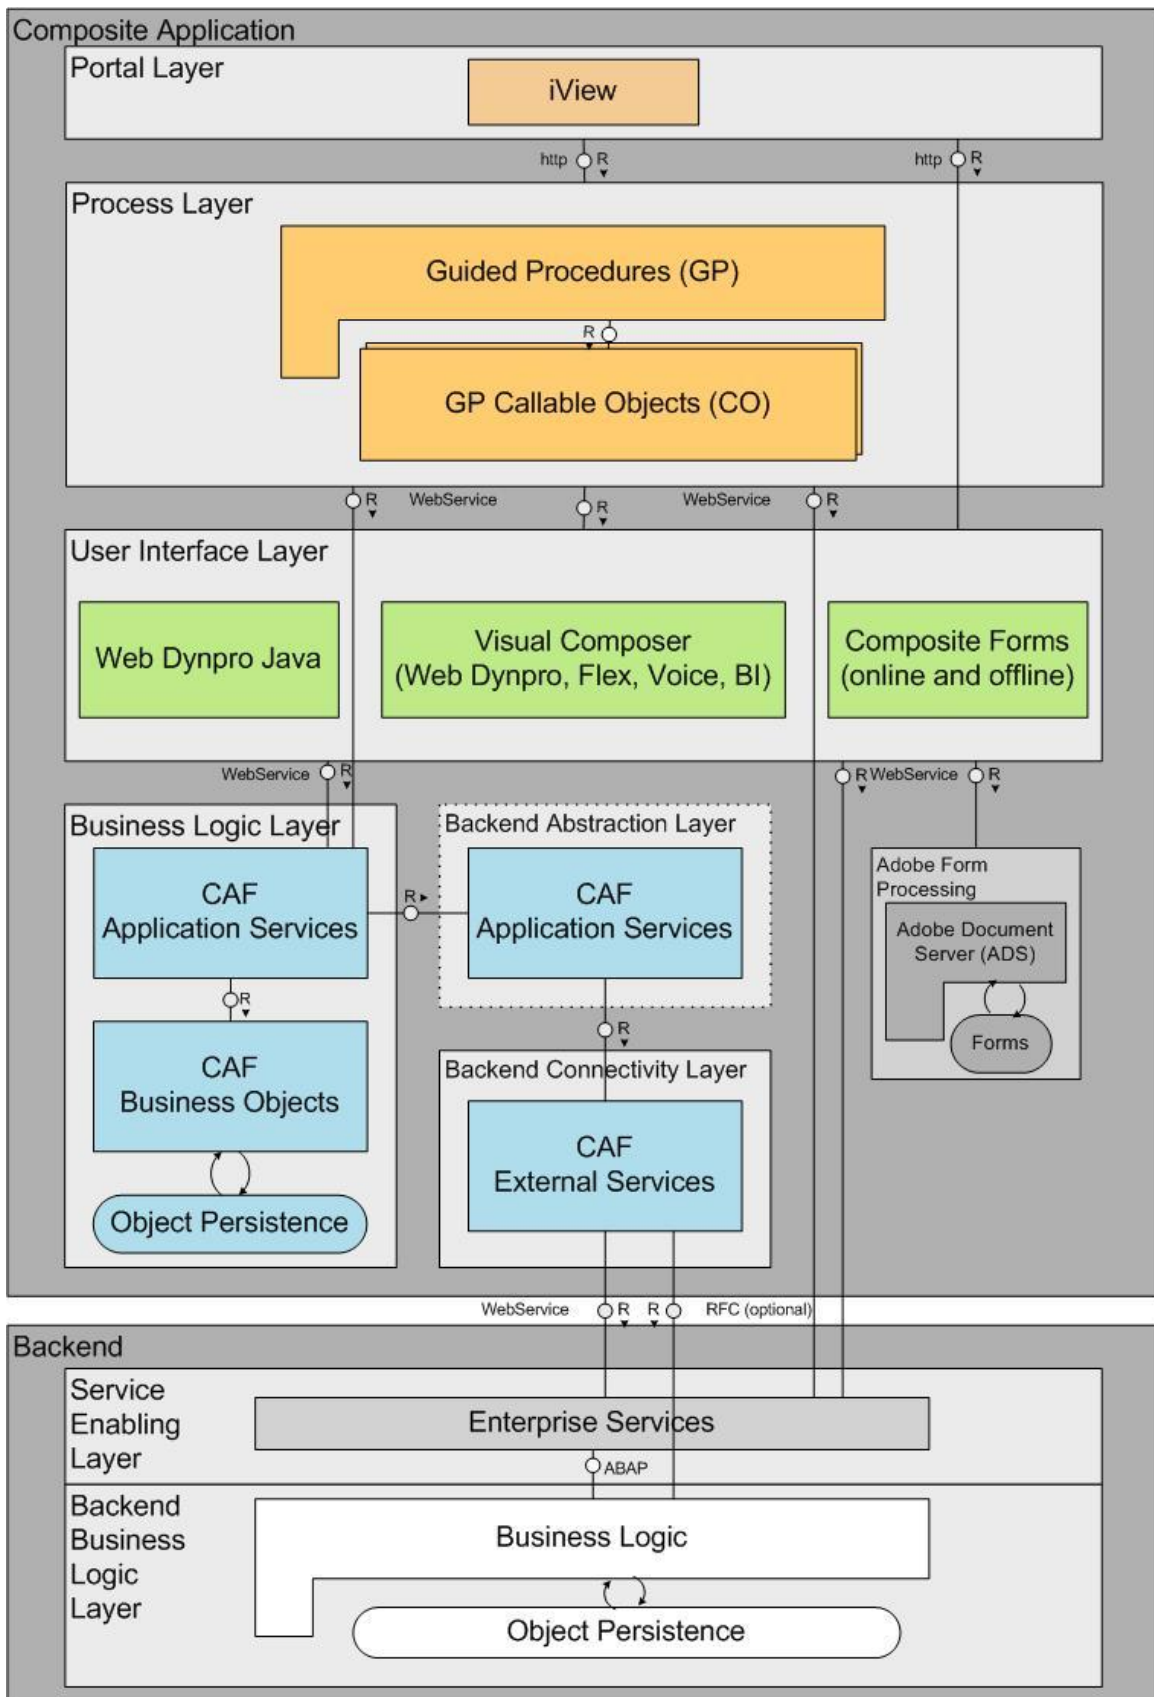 Composite Application
Portal Layer
iView
http
R
http
R
Process Layer
Guided Procedures (GP)
R
GP Callable Objects (CO)
R
WebService
R
WebService
R
User Interface Layer
Web Dynpro Java
Visual Composer
(Web Dynpro, Flex, Voice, BI)
Composite Forms
(online and offline)
WebService
R
R
WebService
R
Business Logic Layer
CAF
Application Services
R
CAF
Business Objects
Object Persistence
R
Backend Abstraction Layer
CAF
Application Services
R
Backend Connectivity Layer
CAF
External Services
Adobe Form
Processing
Adobe Document
Server (ADS)
Forms
WebService
R
R
RFC (optional)
Backend
Service
Enabling
Layer
Enterprise Services
ABAP
Backend
Business
Logic
Layer
Business Logic
Object Persistence